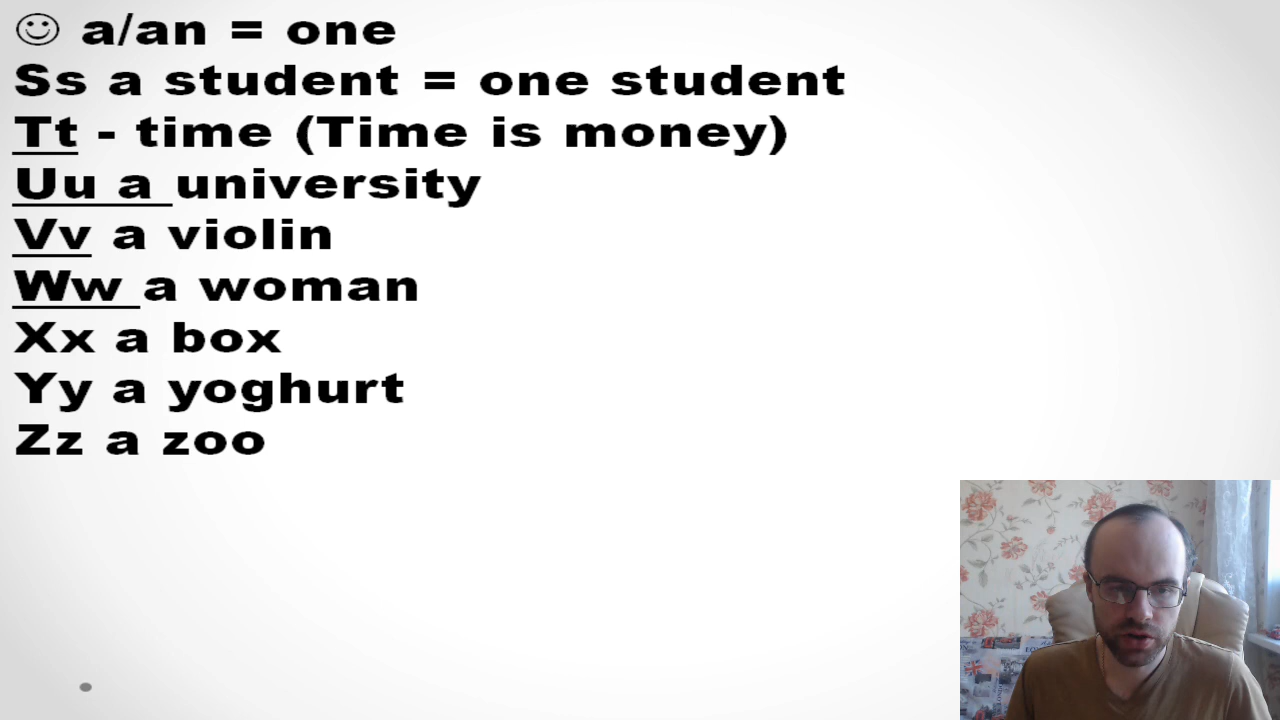 ☺ a/an = one
Ss a student = one student
Tt - time (Time is money)
Uu a university
Vv a violin
Ww a woman
Xx a box
Yy a yoghurt
Zz a zoo